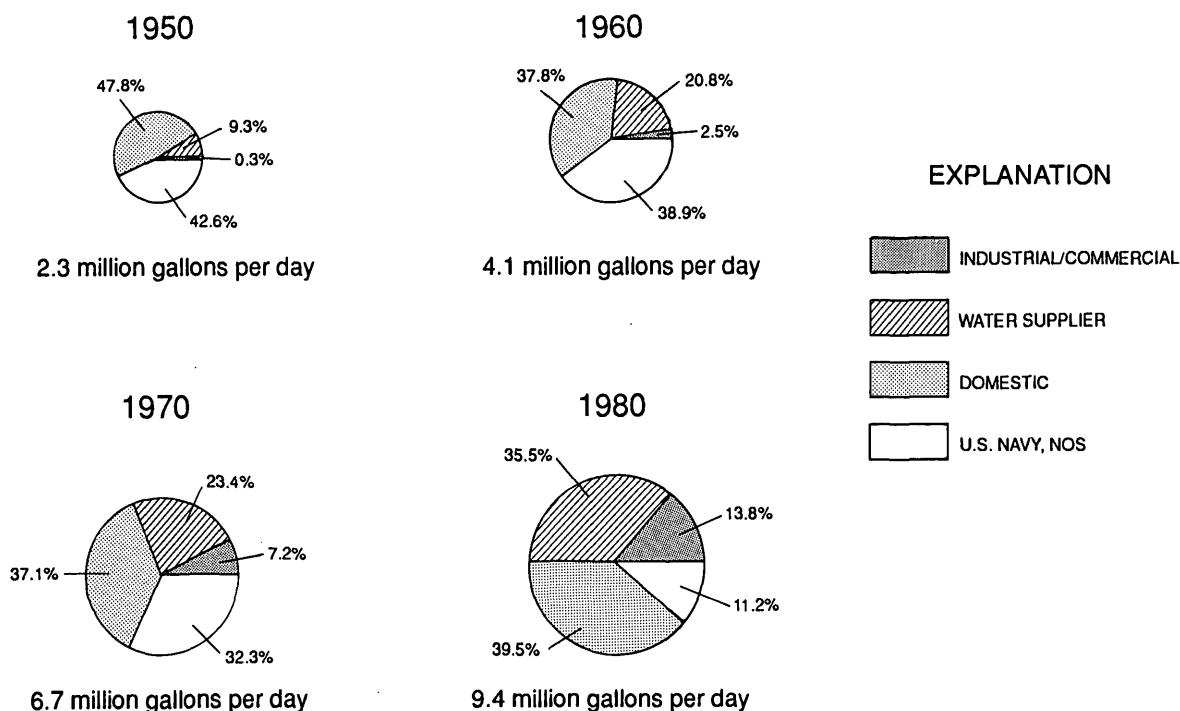 1950
47.8%
9.3%
0.3%
42.6%
2.3 million gallons per day
1960
37.8%
20.8%
2.5%
38.9%
4.1 million gallons per day
EXPLANATION
INDUSTRIAL/COMMERCIAL
WATER SUPPLIER
DOMESTIC
U.S. NAVY, NOS
1970
23.4%
7.2%
37.1%
32.3%
6.7 million gallons per day
1980
35.5%
13.8%
11.2%
39.5%
9.4 million gallons per day